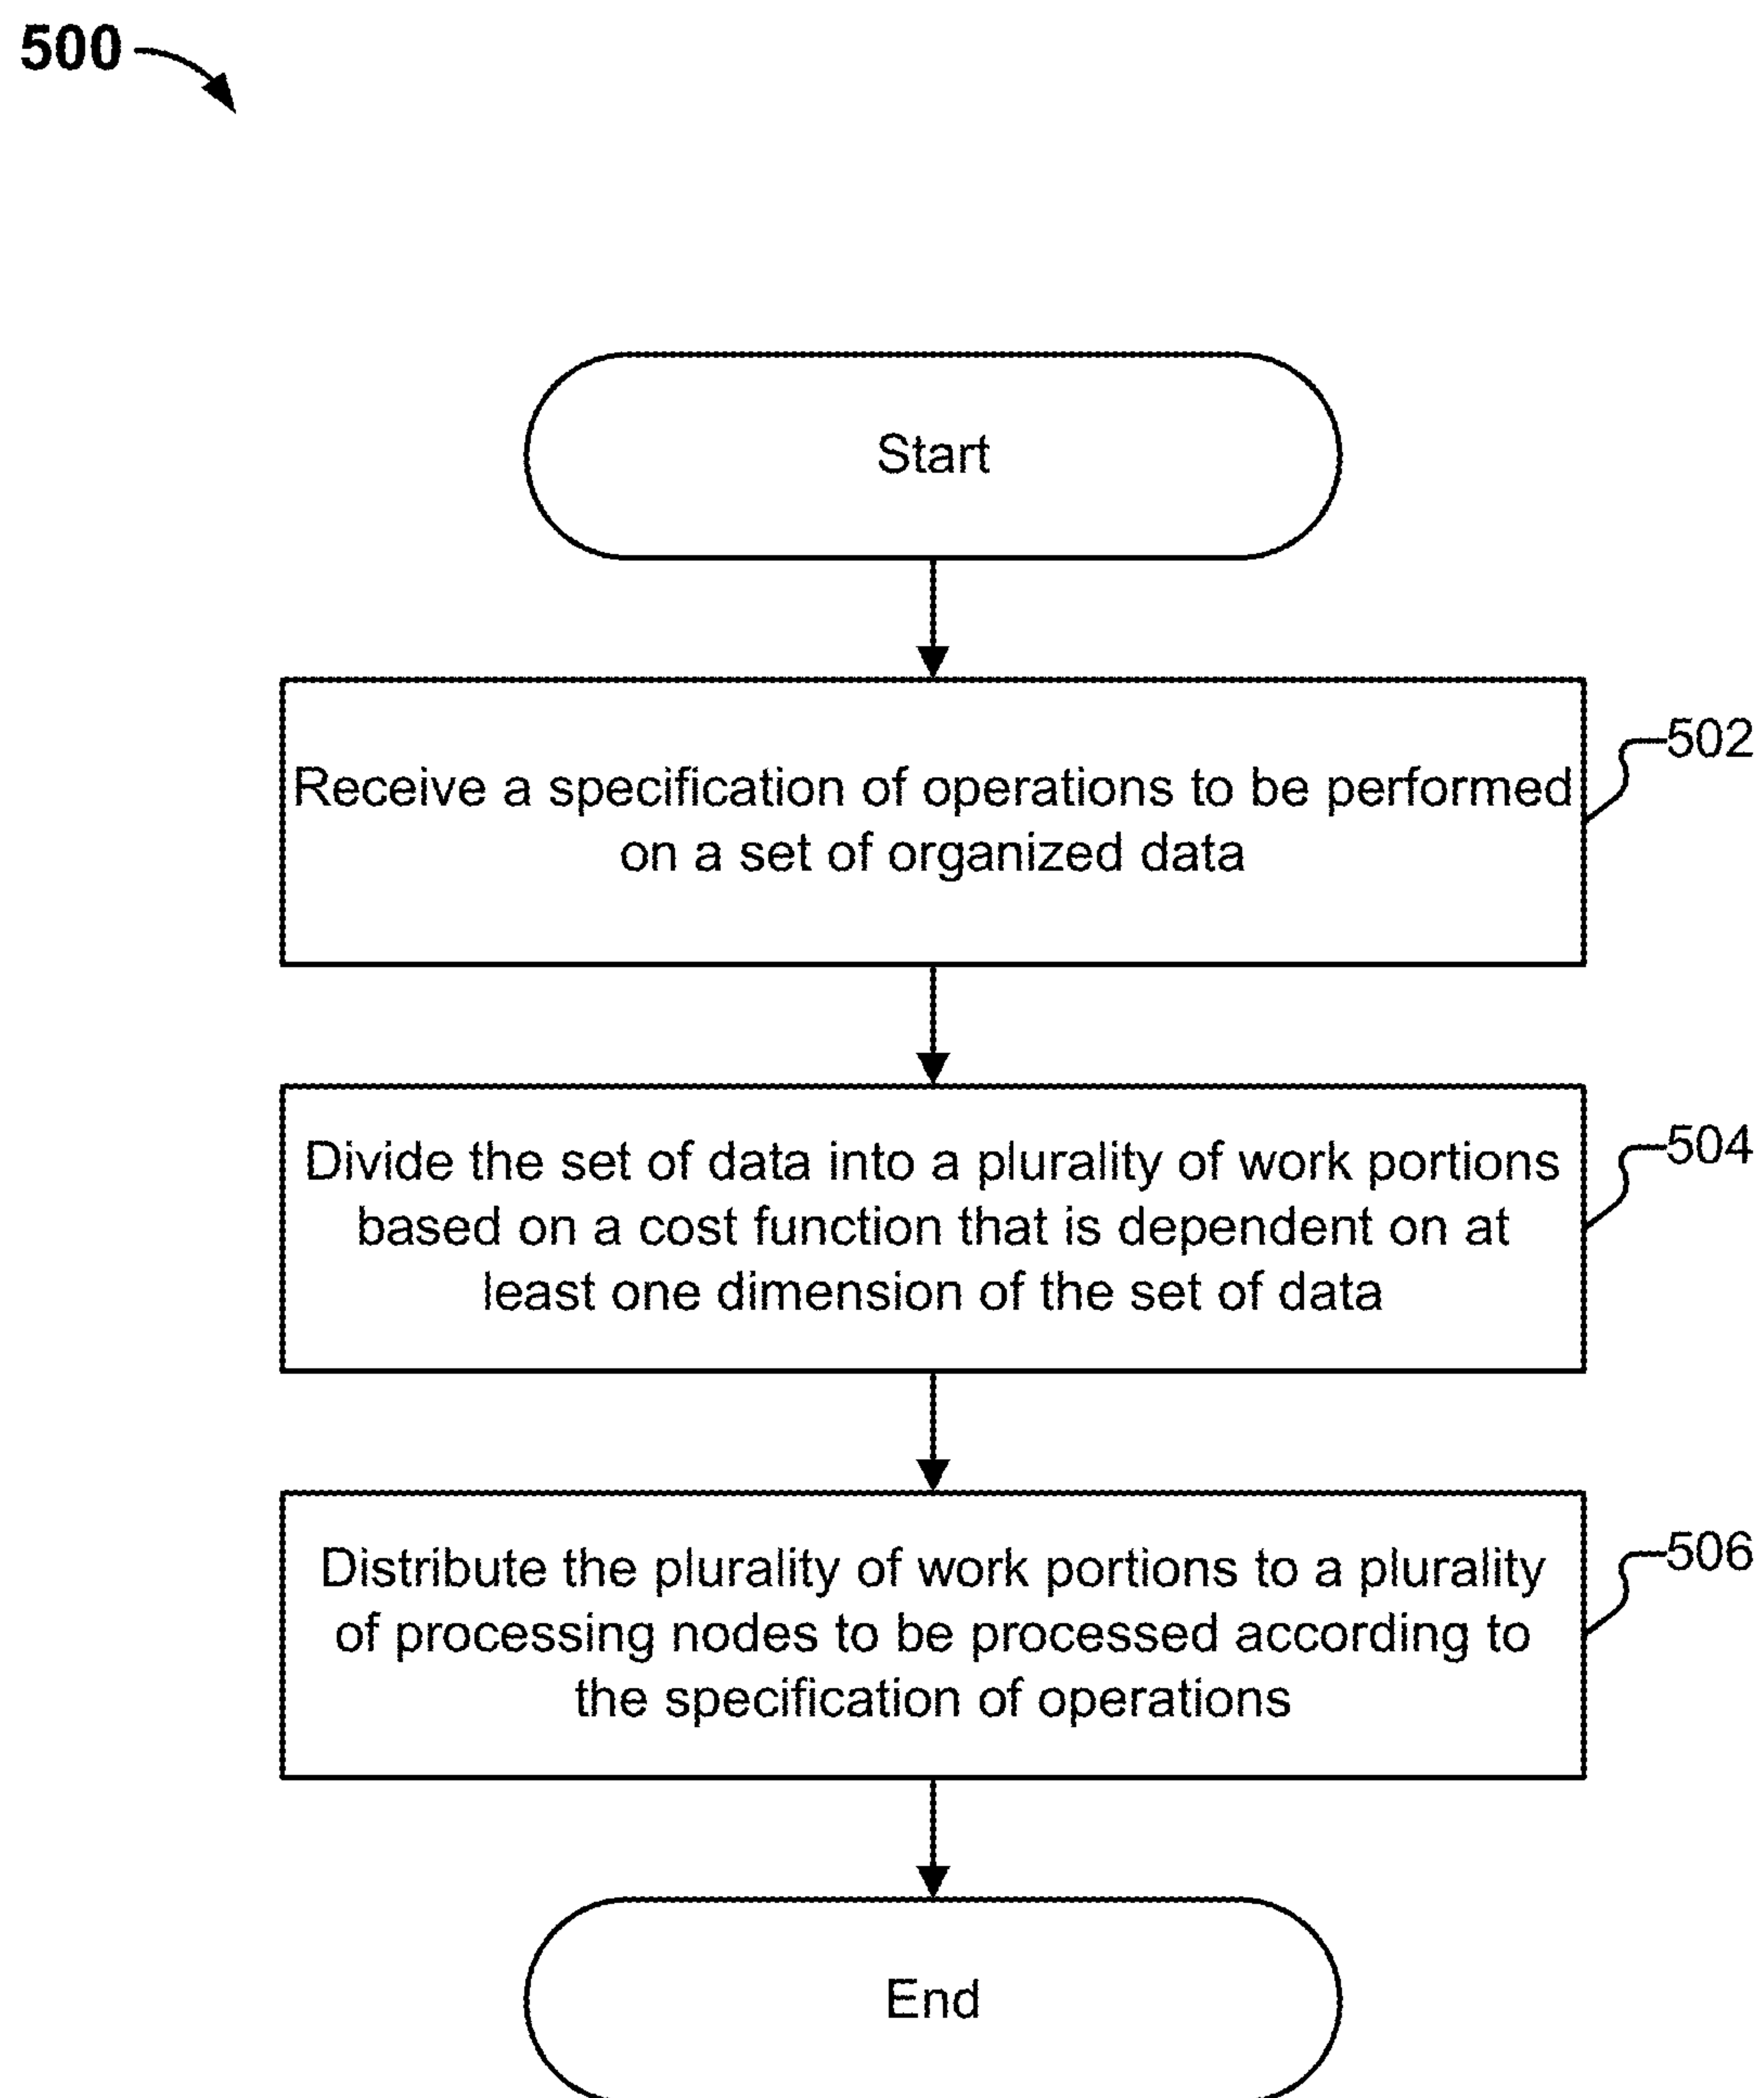 500
Start
Receive a specification of operations to be performed
on a set of organized data
502
Divide the set of data into a plurality of work portions
based on a cost function that is dependent on at
least one dimension of the set of data
504
Distribute the plurality of work portions to a plurality
of processing nodes to be processed according to
the specification of operations
506
End